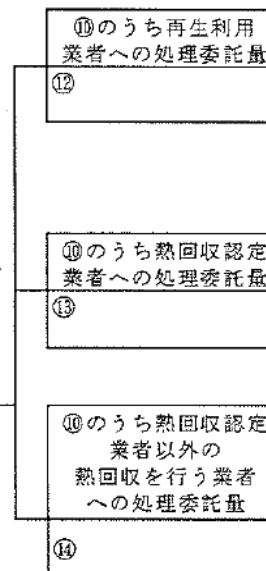 ⑩のうち再生利用
業者への処理委託量
⑫
⑩のうち熱回収認定
業者への処理委託量
⑬
⑩のうち熱回収認定
業者以外の
熱回収を行う業者
への処理委託量
⑭